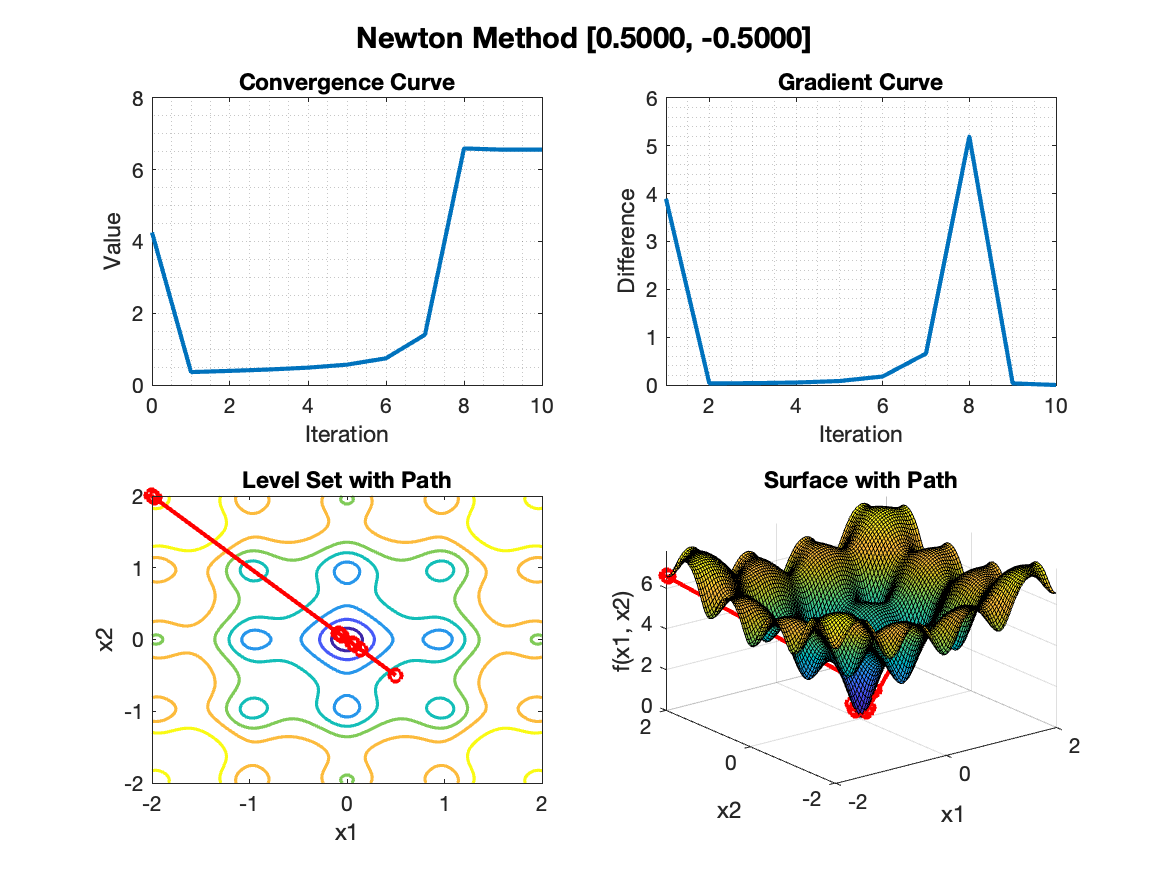 Newton Method [0.5000, -0.5000]
Convergence Curve
8
6
4
2
0
0 2 4 6 8 10
Value
Iteration
Gradient Curve
6
5
4
3
2
1
0
2 4 6 8 10
Difference
Iteration
Level Set with Path
2
1
0
-1
-2
-2 -1 0 1 2
x2
x1
Surface with Path
6
4
2
0
f(x1, x2)
2
0
-2
x2
-2
0
2
x1